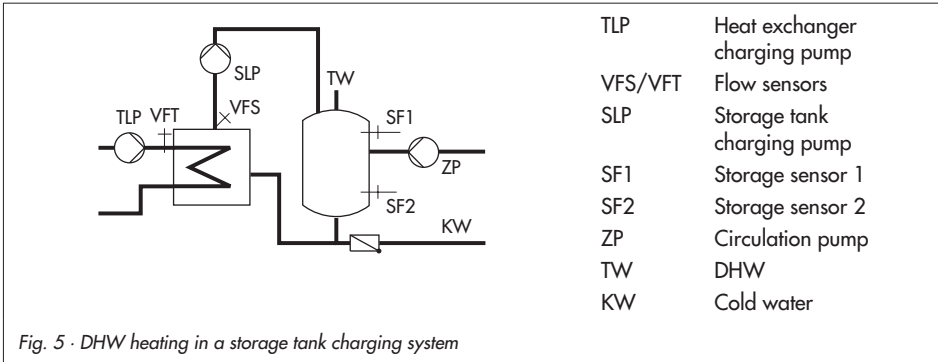 SLP
TW
TLP VFT VFS
SF1
ZP
SF2
KW
TLP Heat exchanger
charging pump
VFS/VFT Flow sensors
SLP Storage tank
charging pump
SF1 Storage sensor 1
SF2 Storage sensor 2
ZP Circulation pump
TW DHW
KW Cold water
Fig. 5 · DHW heating in a storage tank charging system